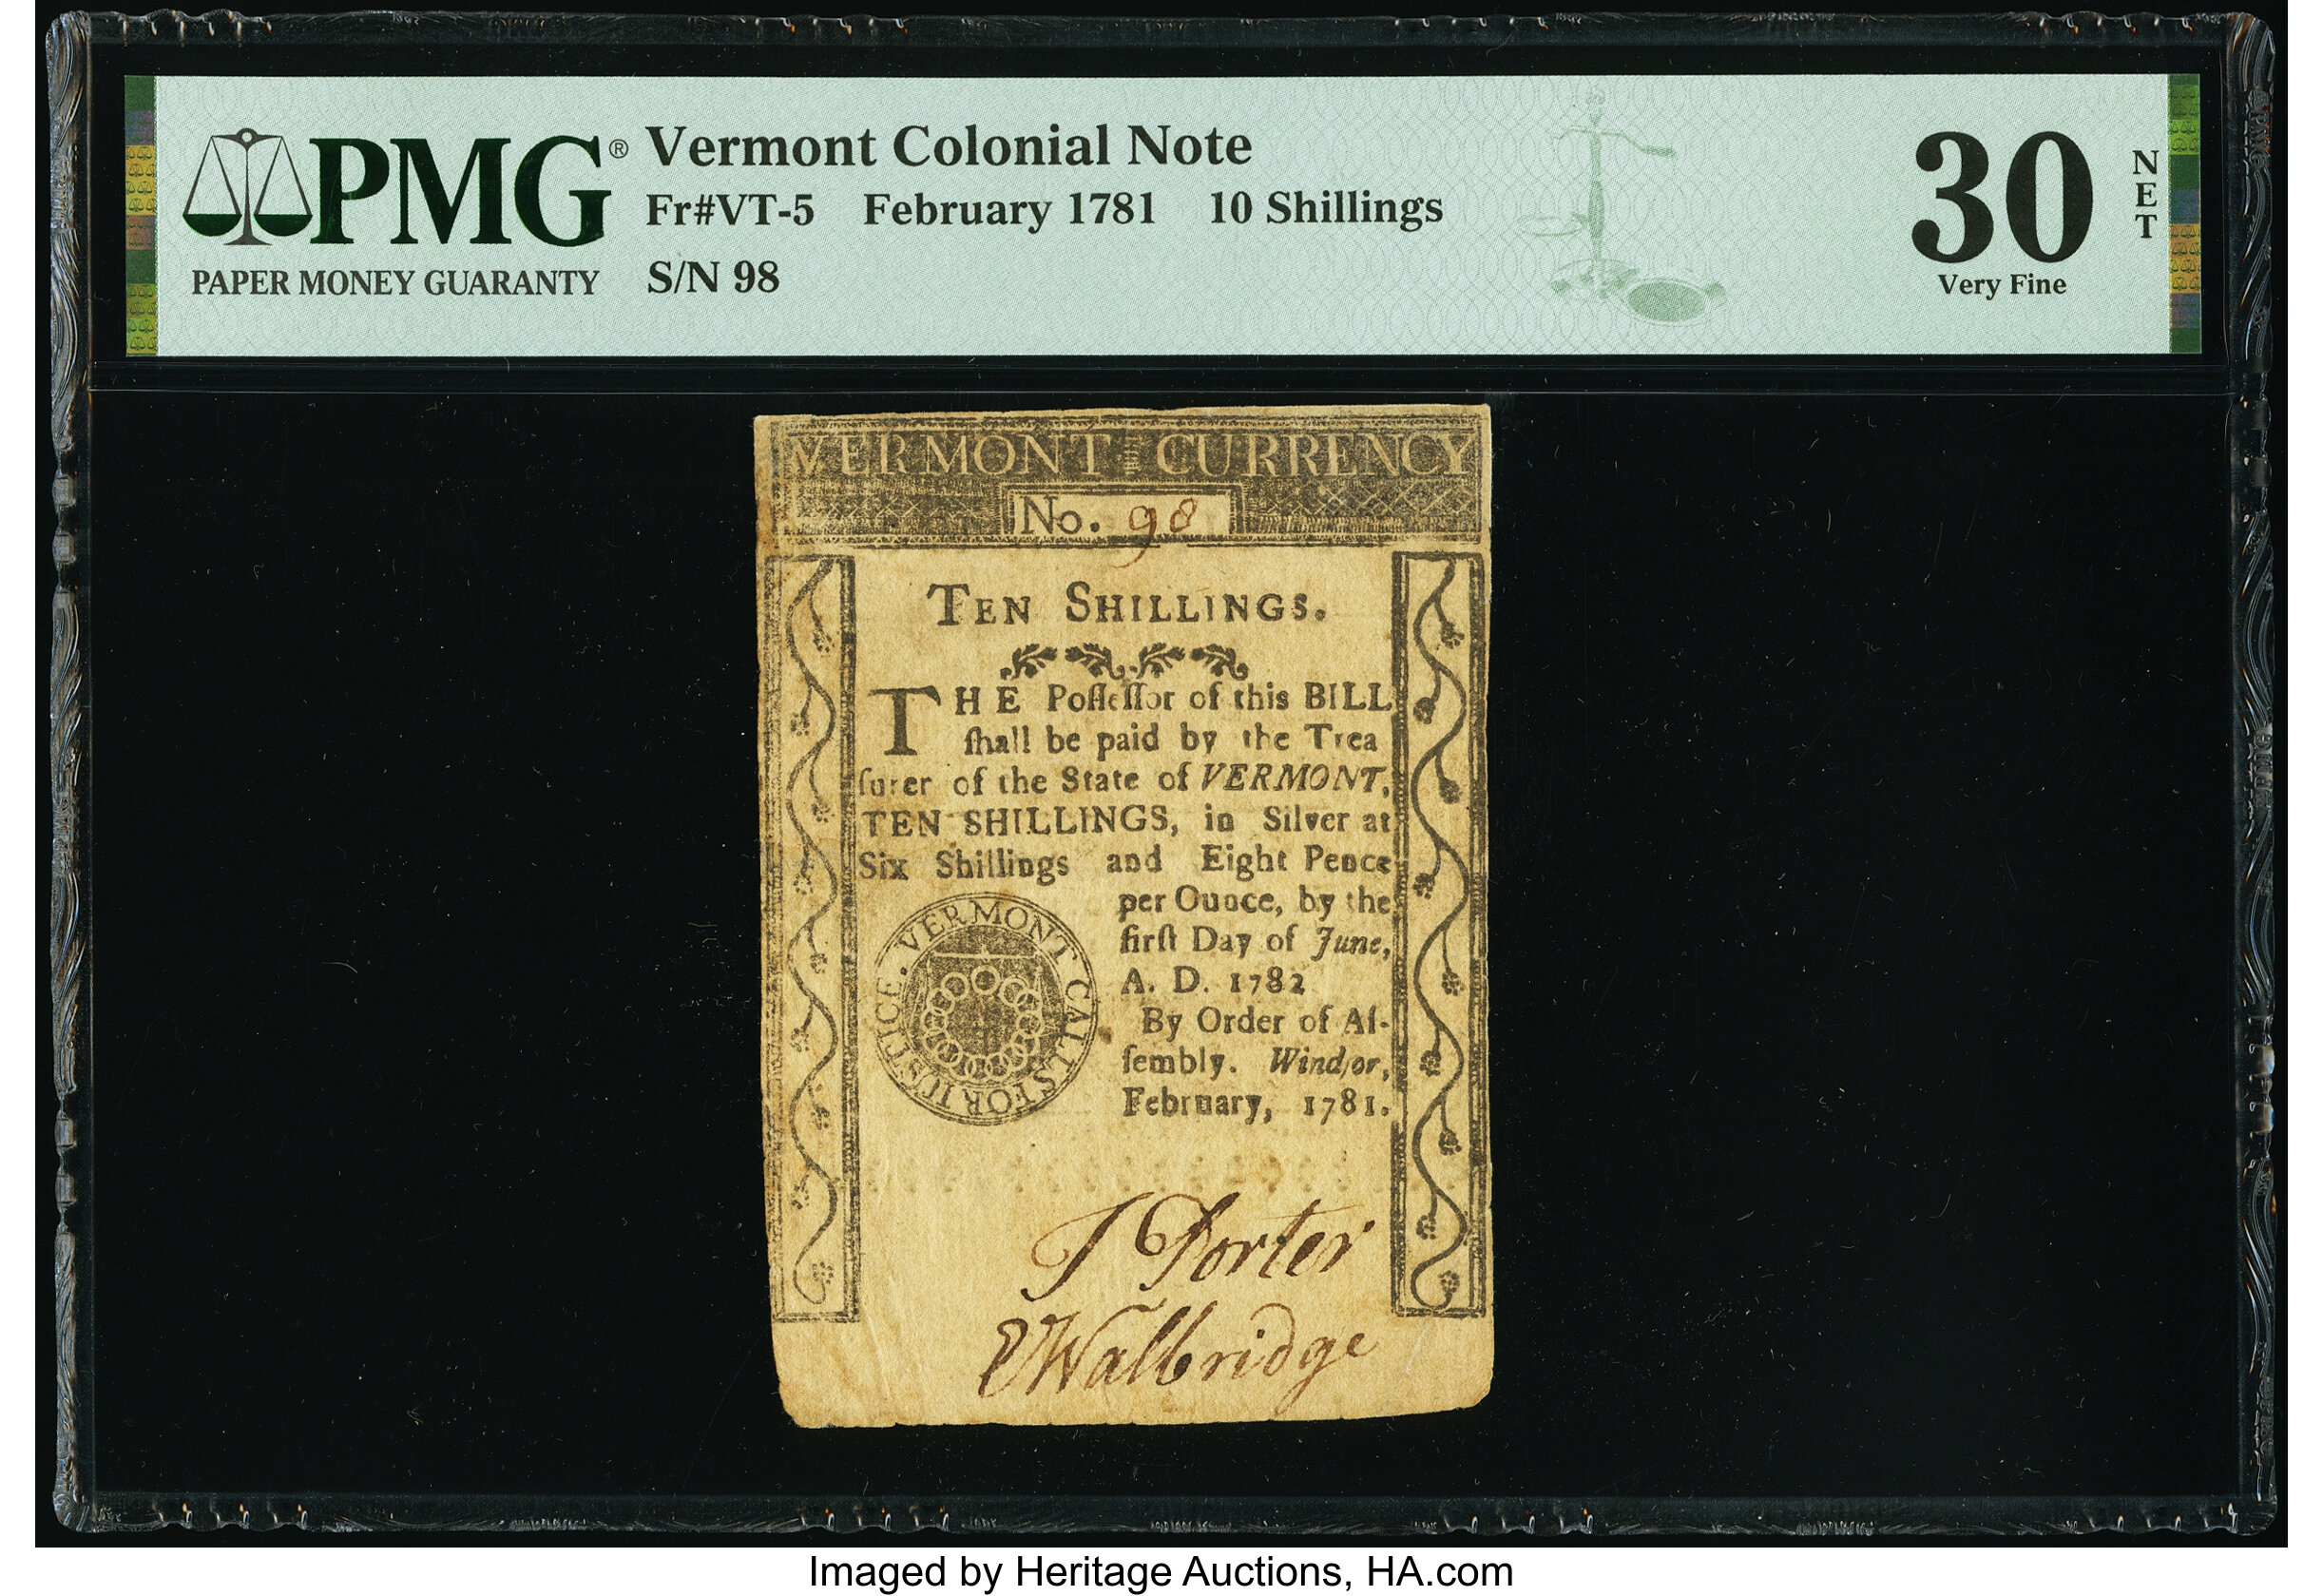 PMG® Vermont Colonial Note
Fr#VT-5 February 1781 10 Shillings
PAPER MONEY GUARANTY S/N 98
30 NET
Very Fine
VERMONT CURRENCY
No. 98
TEN SHILLINGS.
THE Poſſeſſor of this BILL
ſhall be paid by the Trea
ſurer of the State of VERMONT,
TEN SHILLINGS, in Silver at
Six Shillings and Eight Pence
per Ounce, by the
firſt Day of June,
A. D. 1782
By Order of Aſ-
ſembly. Windſor,
February, 1781.
VERMONT CALLS FOR IUSTICE.
J Porter
E Walbridge
Imaged by Heritage Auctions, HA.com